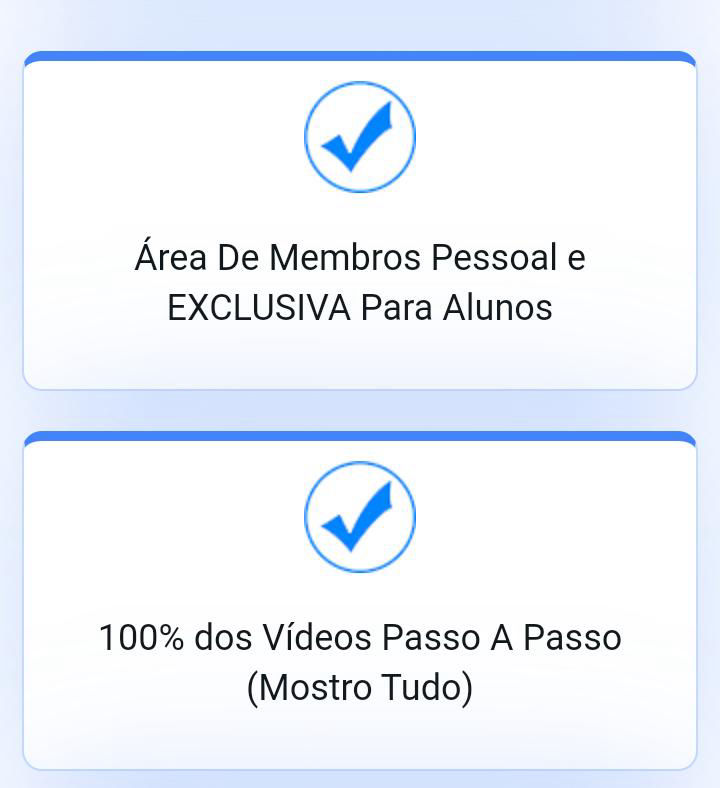 Área De Membros Pessoal e
EXCLUSIVA Para Alunos
100% dos Vídeos Passo A Passo
(Mostro Tudo)